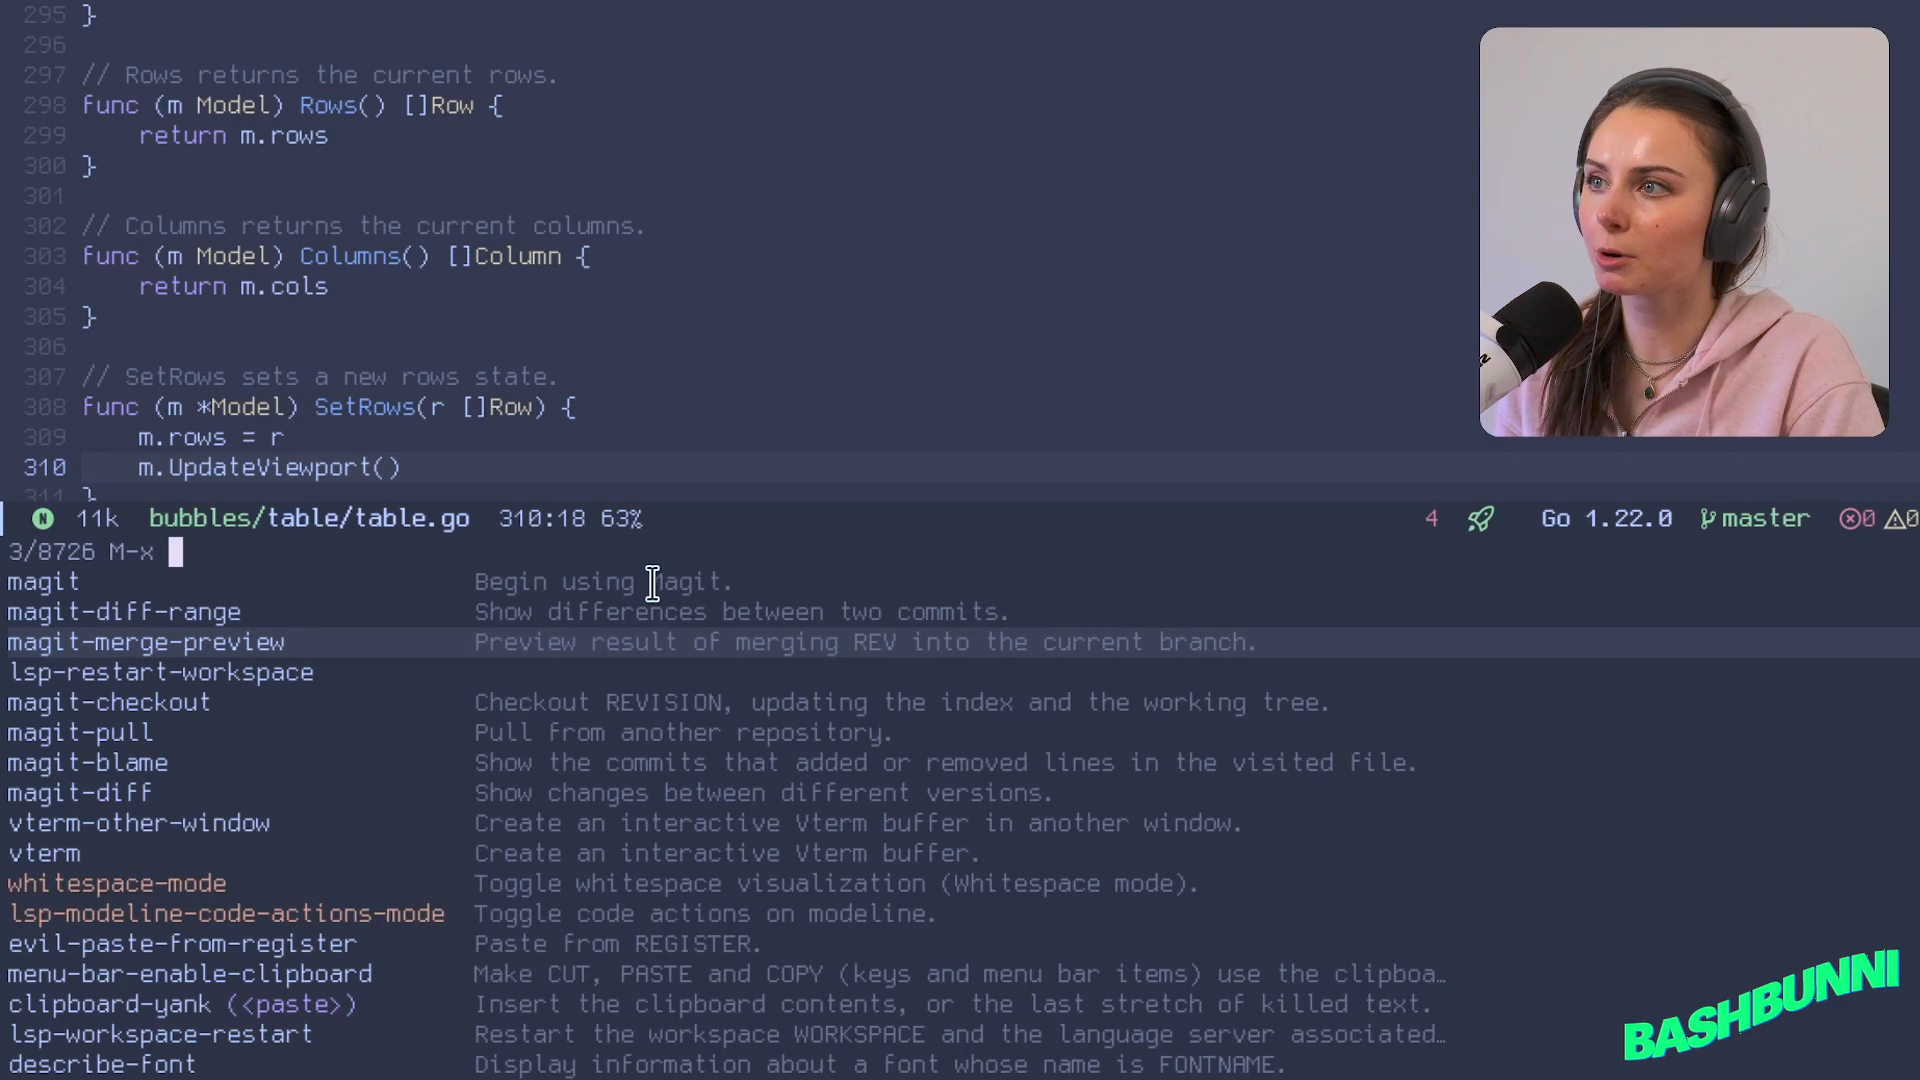 295 }
296
297 // Rows returns the current rows.
298 func (m Model) Rows() []Row {
299 return m.rows
300 }
301
302 // Columns returns the current columns.
303 func (m Model) Columns() []Column {
304 return m.cols
305 }
306
307 // SetRows sets a new rows state.
308 func (m *Model) SetRows(r []Row) {
309 m.rows = r
310 m.UpdateViewport()
311 }
N 11k bubbles/table/table.go 310:18 63% 4 Go 1.22.0 master 0 0
3/8726 M-x
magit Begin using Magit.
magit-diff-range Show differences between two commits.
magit-merge-preview Preview result of merging REV into the current branch.
lsp-restart-workspace
magit-checkout Checkout REVISION, updating the index and the working tree.
magit-pull Pull from another repository.
magit-blame Show the commits that added or removed lines in the visited file.
magit-diff Show changes between different versions.
vterm-other-window Create an interactive Vterm buffer in another window.
vterm Create an interactive Vterm buffer.
whitespace-mode Toggle whitespace visualization (Whitespace mode).
lsp-modeline-code-actions-mode Toggle code actions on modeline.
evil-paste-from-register Paste from REGISTER.
menu-bar-enable-clipboard Make CUT, PASTE and COPY (keys and menu bar items) use the clipboa…
clipboard-yank (<paste>) Insert the clipboard contents, or the last stretch of killed text.
lsp-workspace-restart Restart the workspace WORKSPACE and the language server associated…
describe-font Display information about a font whose name is FONTNAME.
BASHBUNNI